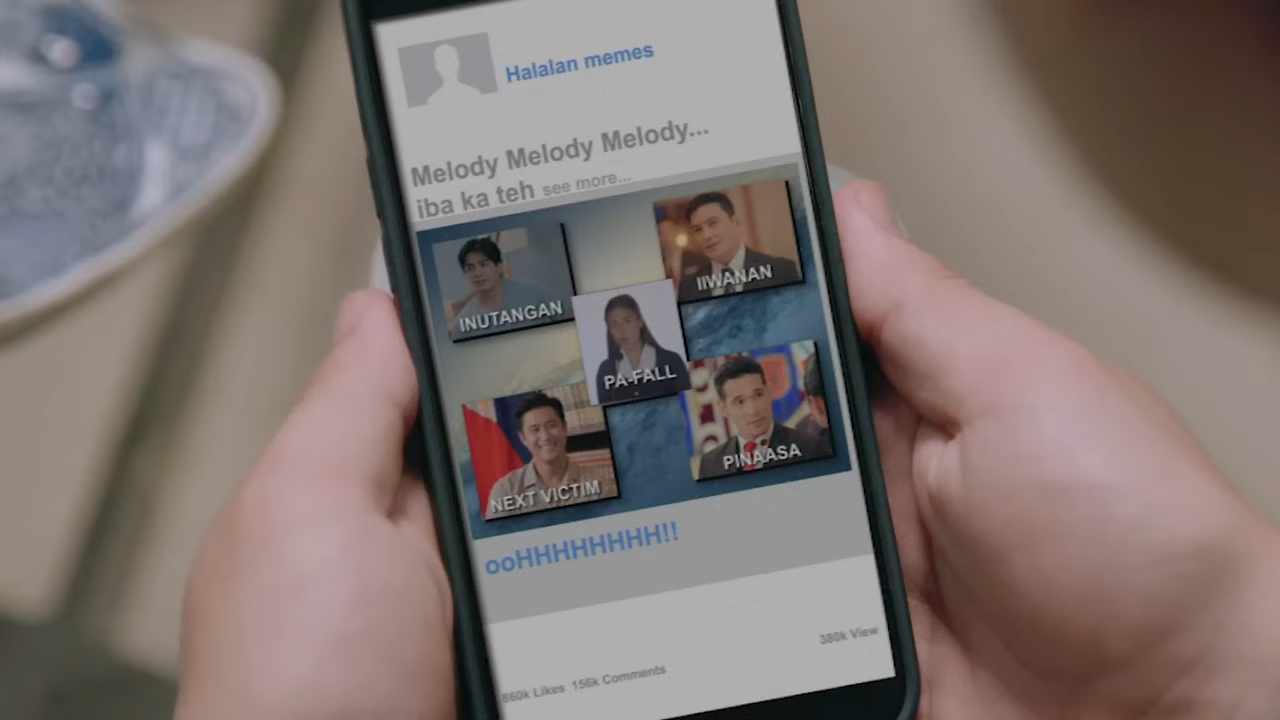 Halalan memes
Melody Melody Melody...
iba ka teh see more...
INUTANGAN
IIWANAN
PA-FALL
NEXT VICTIM
PINAASA
ooHHHHHHHH!!
860k Likes 156k Comments
380k View